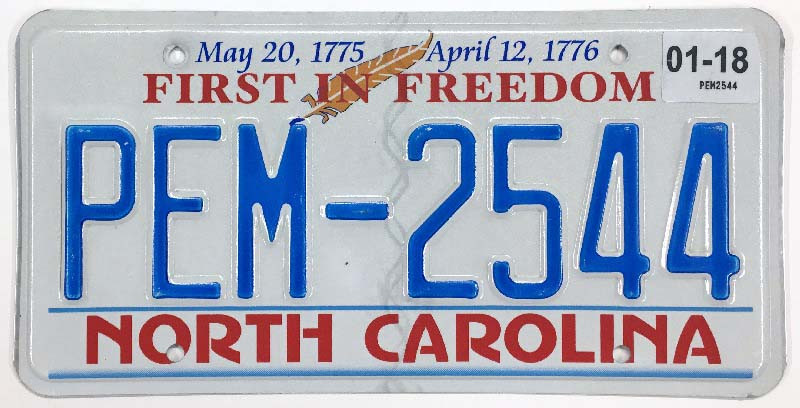 May 20, 1775 April 12, 1776
FIRST IN FREEDOM
01-18
PEM2544
PEM-2544
NORTH CAROLINA